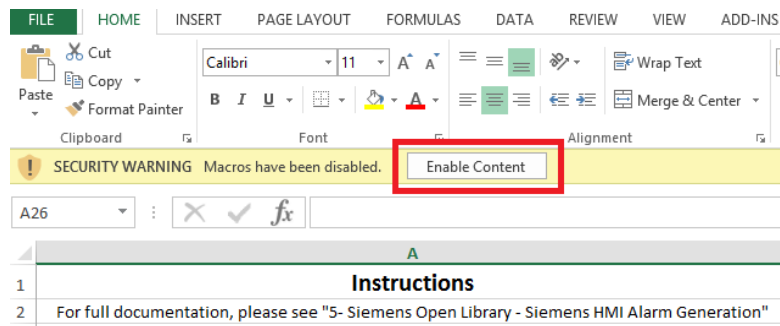 FILE HOME INSERT PAGE LAYOUT FORMULAS DATA REVIEW VIEW ADD-INS
Cut
Copy
Format Painter
Paste
Calibri 11 A A
B I U A
Wrap Text
Merge & Center
Clipboard Font Alignment
SECURITY WARNING Macros have been disabled. Enable Content
A26 fx
A
1 Instructions
2 For full documentation, please see "5- Siemens Open Library - Siemens HMI Alarm Generation"